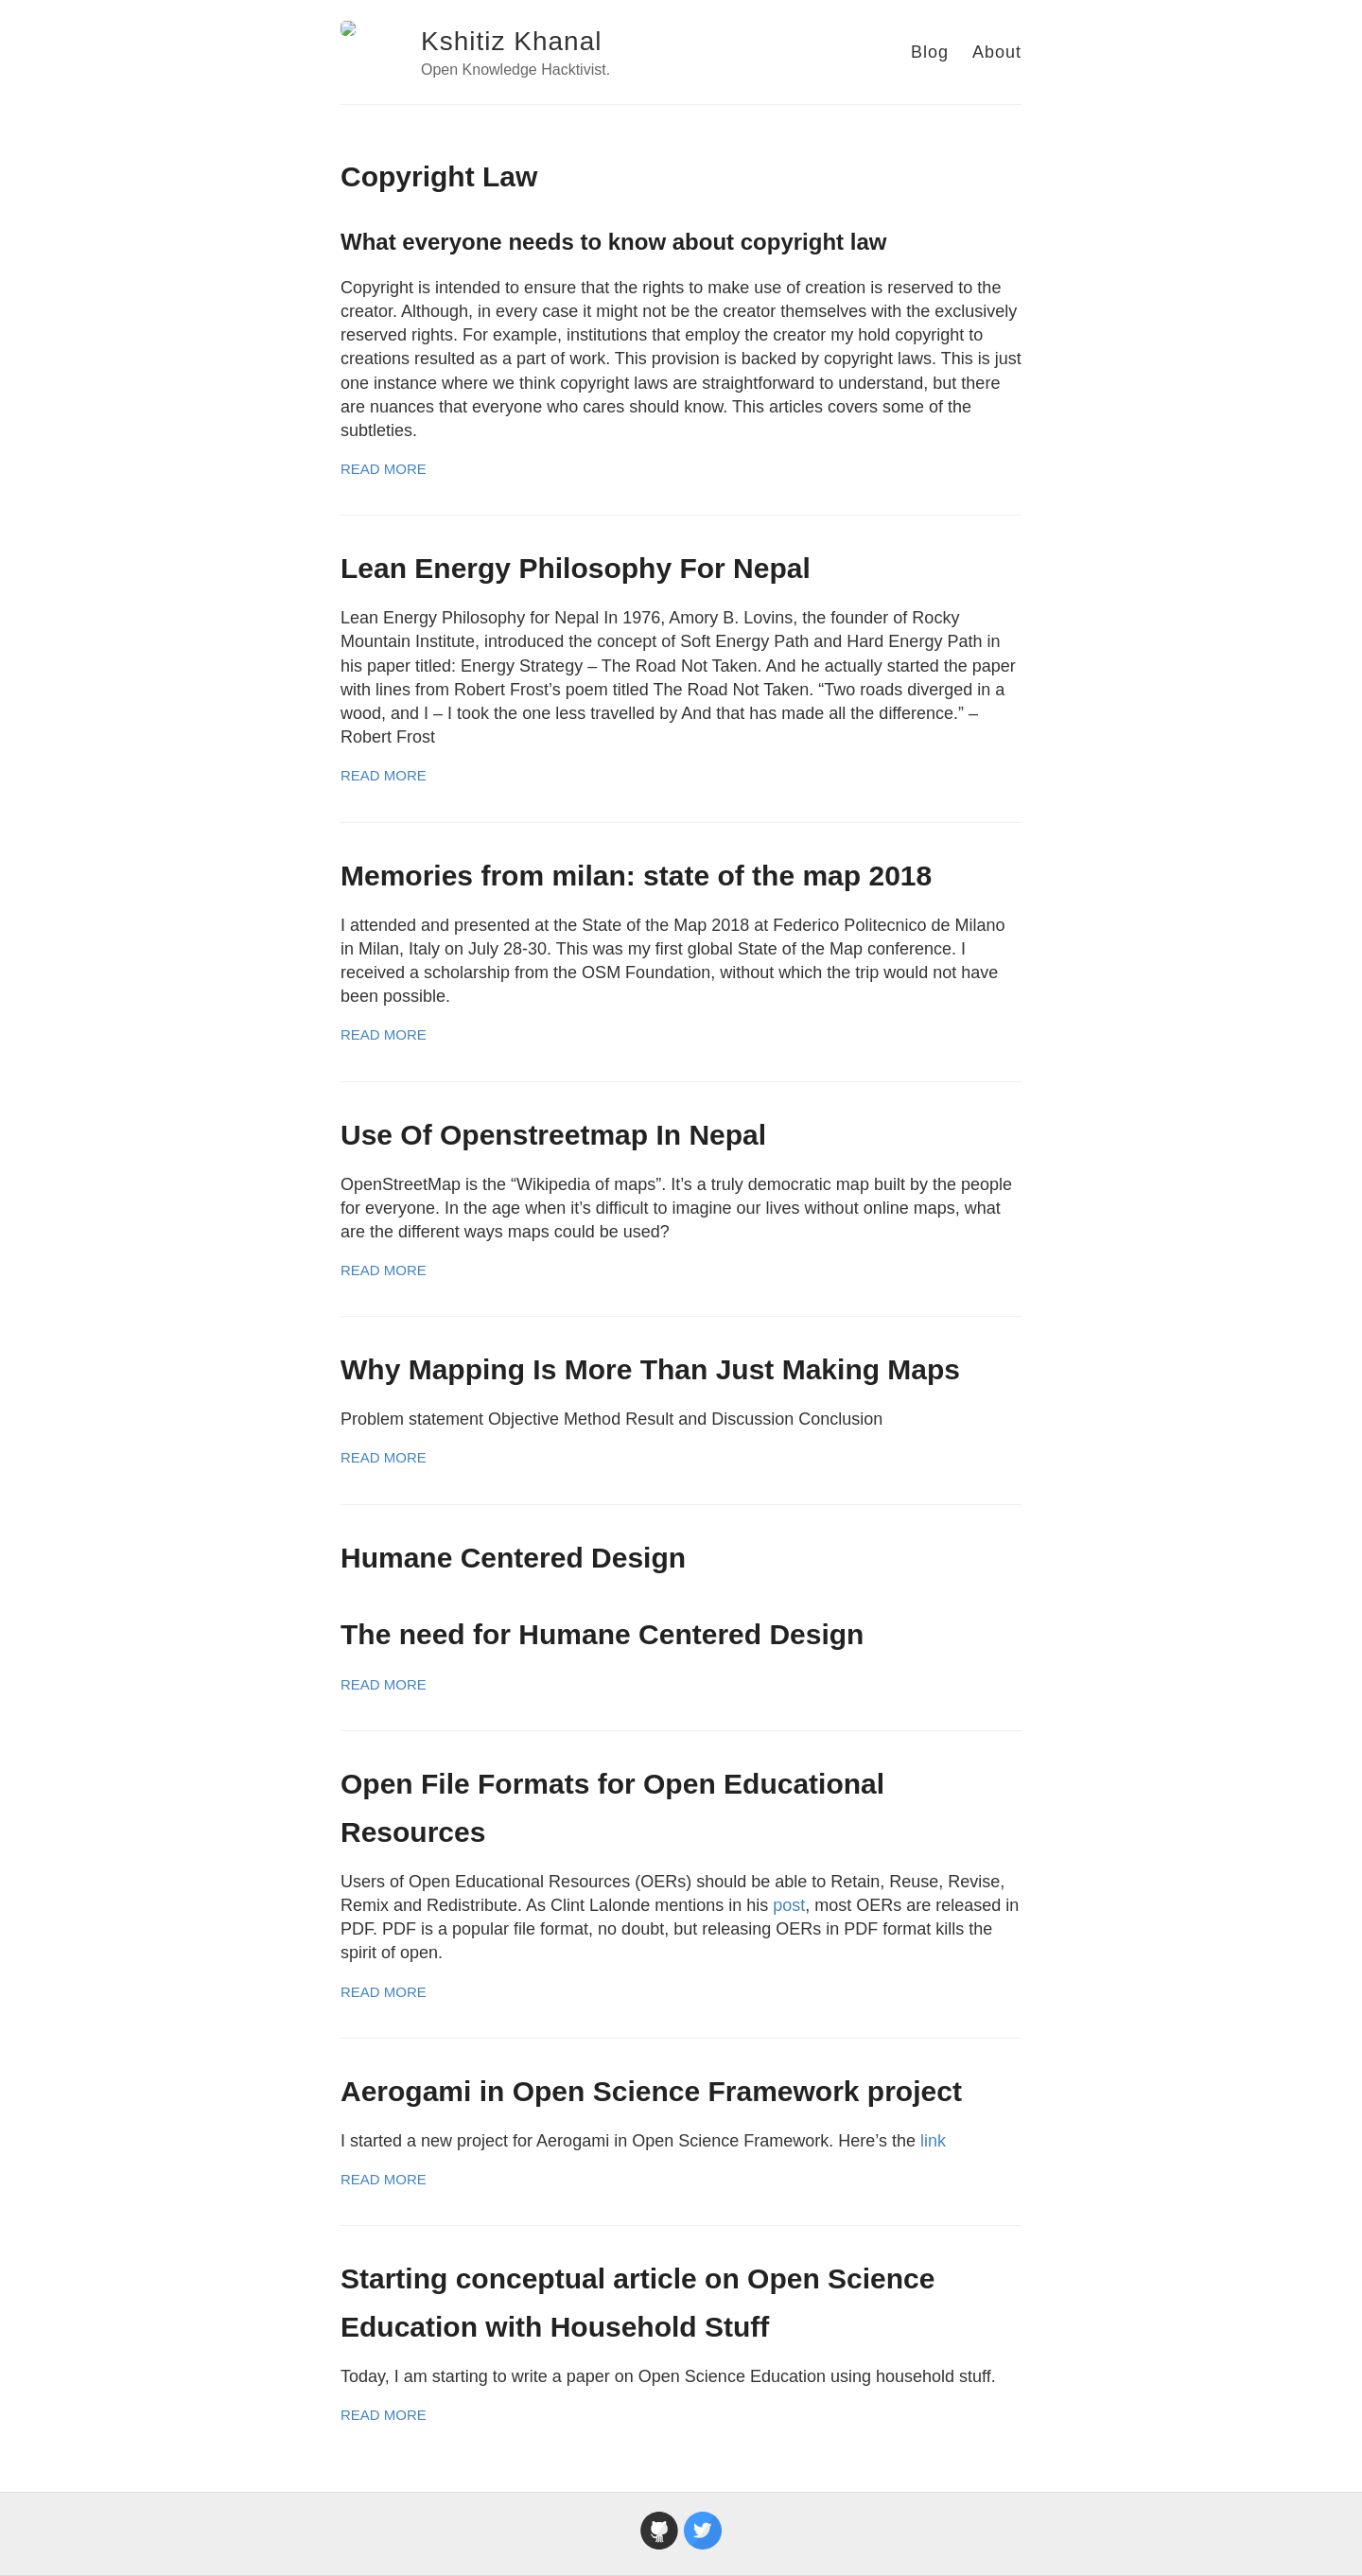 Kshitiz Khanal
Open Knowledge Hacktivist.
Blog About
Copyright Law
What everyone needs to know about copyright law
Copyright is intended to ensure that the rights to make use of creation is reserved to the
creator. Although, in every case it might not be the creator themselves with the exclusively
reserved rights. For example, institutions that employ the creator my hold copyright to
creations resulted as a part of work. This provision is backed by copyright laws. This is just
one instance where we think copyright laws are straightforward to understand, but there
are nuances that everyone who cares should know. This articles covers some of the
subtleties.
READ MORE
Lean Energy Philosophy For Nepal
Lean Energy Philosophy for Nepal In 1976, Amory B. Lovins, the founder of Rocky
Mountain Institute, introduced the concept of Soft Energy Path and Hard Energy Path in
his paper titled: Energy Strategy – The Road Not Taken. And he actually started the paper
with lines from Robert Frost’s poem titled The Road Not Taken. “Two roads diverged in a
wood, and I – I took the one less travelled by And that has made all the difference.” –
Robert Frost
READ MORE
Memories from milan: state of the map 2018
I attended and presented at the State of the Map 2018 at Federico Politecnico de Milano
in Milan, Italy on July 28-30. This was my first global State of the Map conference. I
received a scholarship from the OSM Foundation, without which the trip would not have
been possible.
READ MORE
Use Of Openstreetmap In Nepal
OpenStreetMap is the “Wikipedia of maps”. It’s a truly democratic map built by the people
for everyone. In the age when it’s difficult to imagine our lives without online maps, what
are the different ways maps could be used?
READ MORE
Why Mapping Is More Than Just Making Maps
Problem statement Objective Method Result and Discussion Conclusion
READ MORE
Humane Centered Design
The need for Humane Centered Design
READ MORE
Open File Formats for Open Educational
Resources
Users of Open Educational Resources (OERs) should be able to Retain, Reuse, Revise,
Remix and Redistribute. As Clint Lalonde mentions in his post, most OERs are released in
PDF. PDF is a popular file format, no doubt, but releasing OERs in PDF format kills the
spirit of open.
READ MORE
Aerogami in Open Science Framework project
I started a new project for Aerogami in Open Science Framework. Here’s the link
READ MORE
Starting conceptual article on Open Science
Education with Household Stuff
Today, I am starting to write a paper on Open Science Education using household stuff.
READ MORE